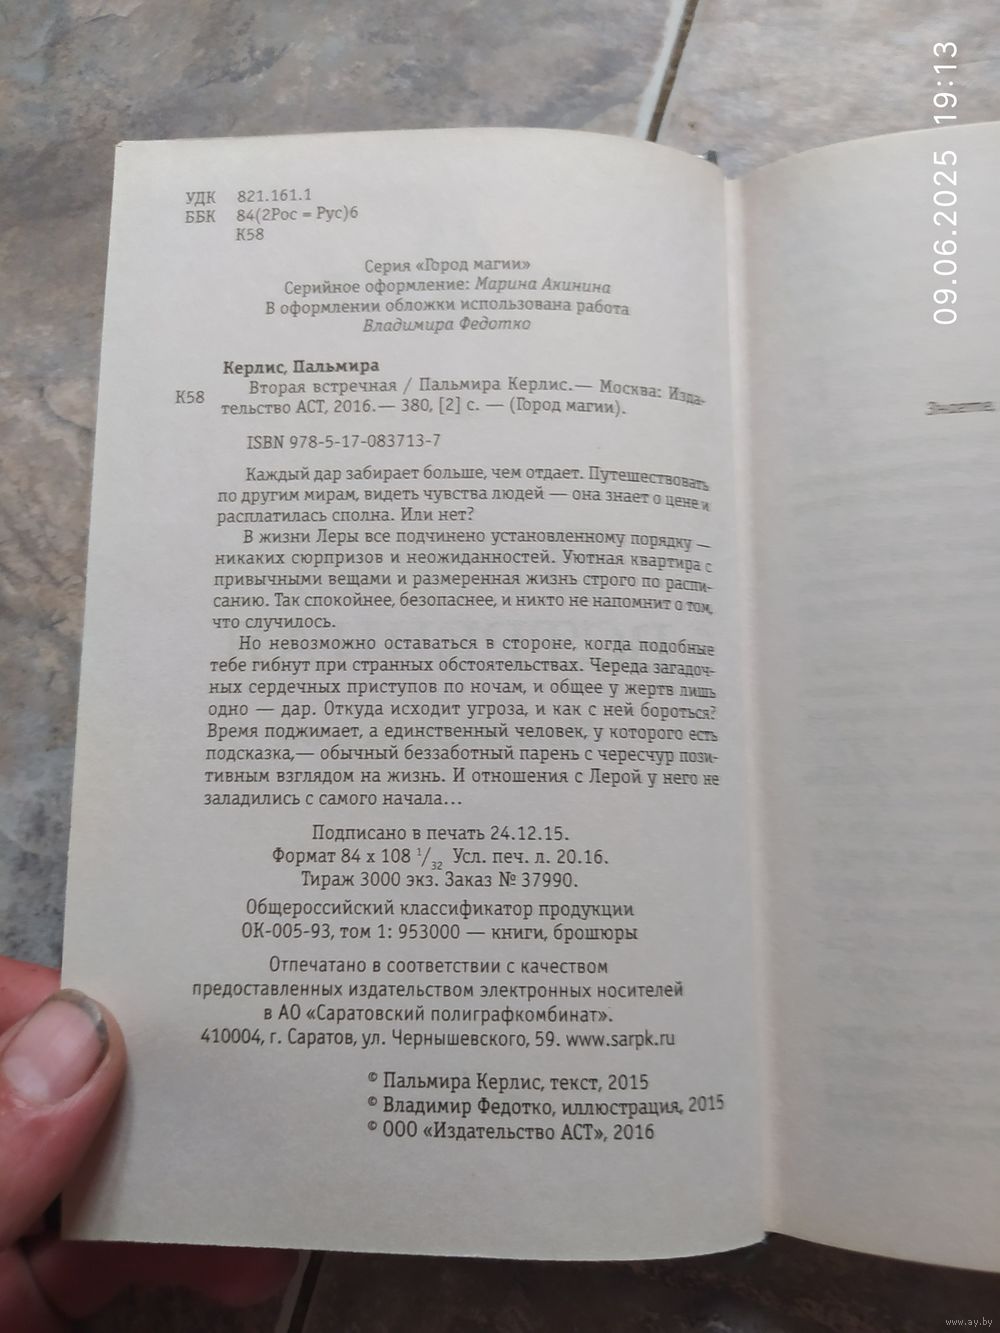 УДК 821.161.1
ББК 84(2Рос = Рус)6
К58
Серия «Город магии»
Серийное оформление: Марина Акинина
В оформлении обложки использована работа
Владимира Федотко
Керлис, Пальмира
К58 Вторая встречная / Пальмира Керлис.— Москва: Изда-
тельство АСТ, 2016.— 380, [2] с. — (Город магии).
ISBN 978-5-17-083713-7
Каждый дар забирает больше, чем отдает. Путешествовать
по другим мирам, видеть чувства людей — она знает о цене и
расплатилась сполна. Или нет?
В жизни Леры все подчинено установленному порядку —
никаких сюрпризов и неожиданностей. Уютная квартира с
привычными вещами и размеренная жизнь строго по распи-
санию. Так спокойнее, безопаснее, и никто не напомнит о том,
что случилось.
Но невозможно оставаться в стороне, когда подобные
тебе гибнут при странных обстоятельствах. Череда загадоч-
ных сердечных приступов по ночам, и общее у жертв лишь
одно — дар. Откуда исходит угроза, и как с ней бороться?
Время поджимает, а единственный человек, у которого есть
подсказка,— обычный беззаботный парень с чересчур пози-
тивным взглядом на жизнь. И отношения с Лерой у него не
заладились с самого начала...
Подписано в печать 24.12.15.
Формат 84 х 108 1/32 Усл. печ. л. 20.16.
Тираж 3000 экз. Заказ № 37990.
Общероссийский классификатор продукции
ОК-005-93, том 1: 953000 — книги, брошюры
Отпечатано в соответствии с качеством
предоставленных издательством электронных носителей
в АО «Саратовский полиграфкомбинат».
410004, г. Саратов, ул. Чернышевского, 59. www.sarpk.ru
© Пальмира Керлис, текст, 2015
© Владимир Федотко, иллюстрация, 2015
© ООО «Издательство АСТ», 2016
Знаете,
09.06.2025 19:13
www.ay.by